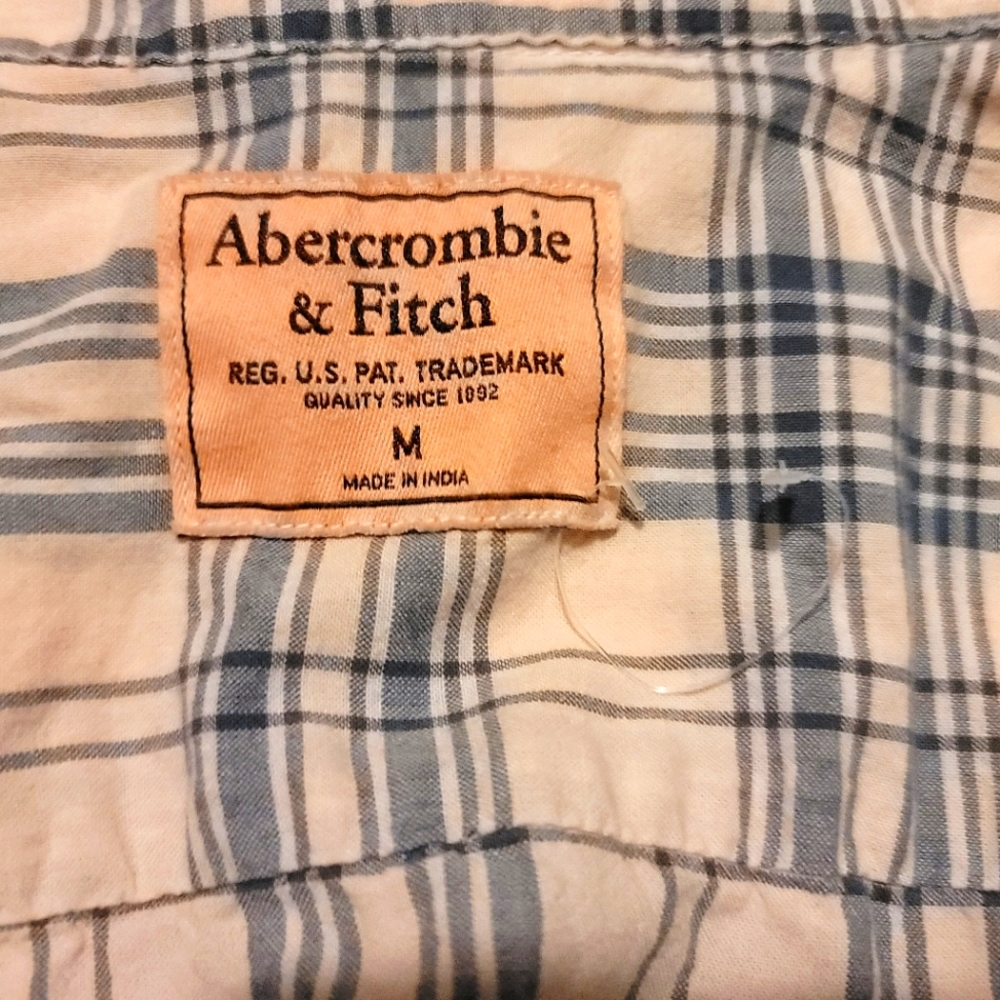 Abercrombie
& Fitch
REG. U.S. PAT. TRADEMARK
QUALITY SINCE 1892
M
MADE IN INDIA